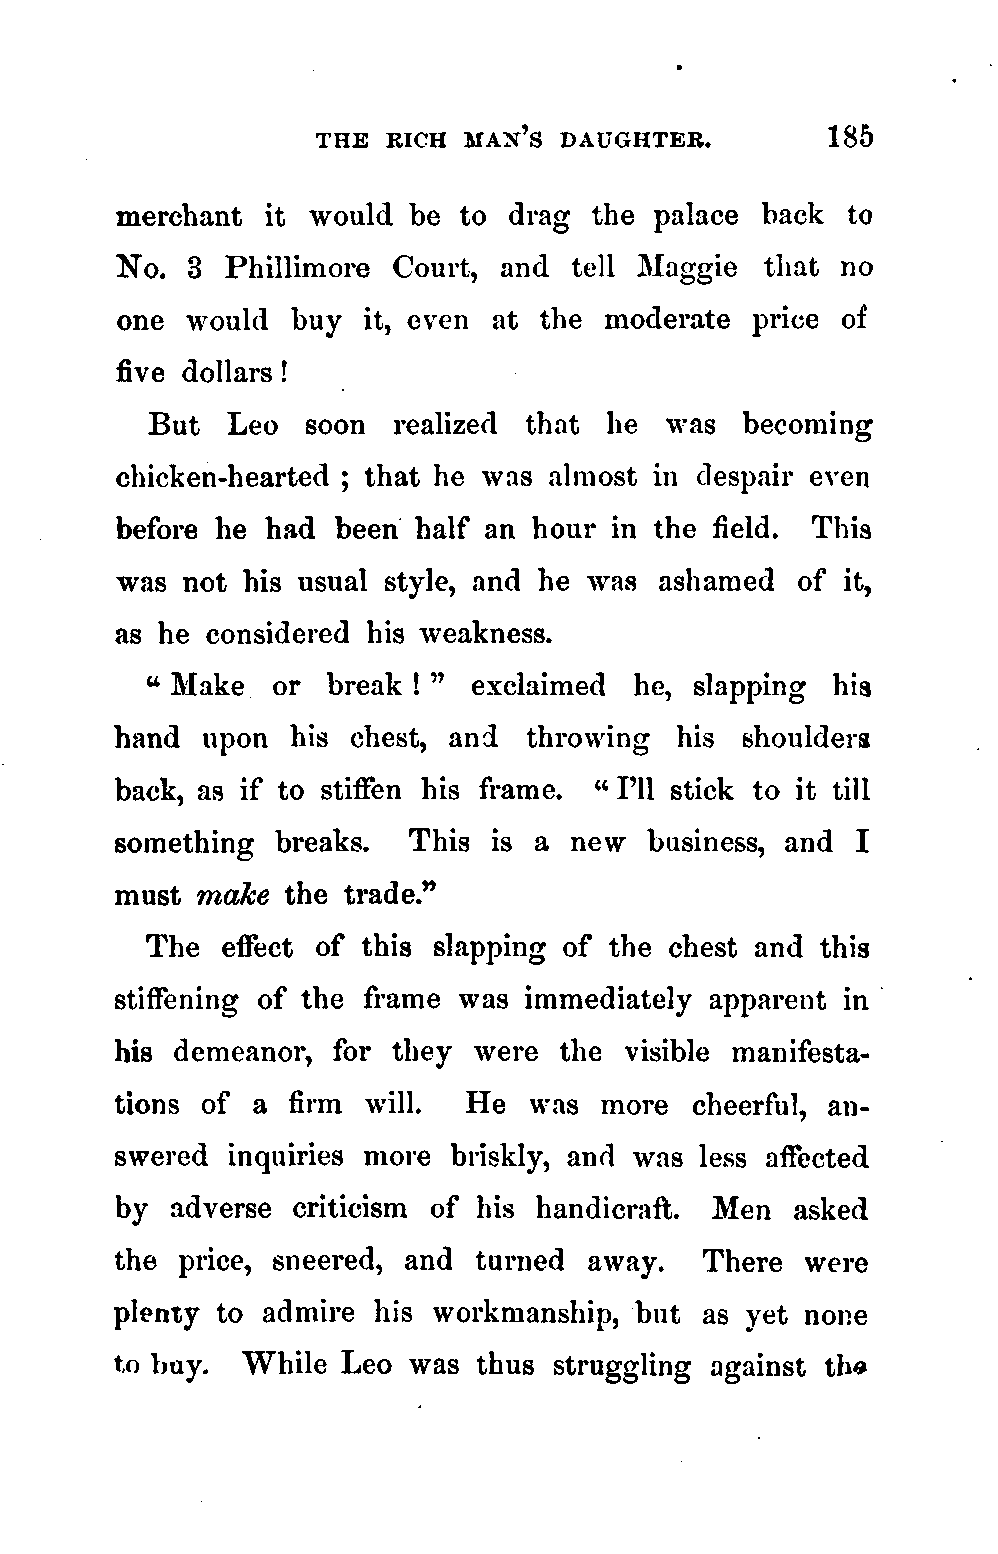 THE RICH MAN'S DAUGHTER. 185
merchant it would be to drag the palace back to
No. 3 Phillimore Court, and tell Maggie that no
one would buy it, even at the moderate price of
five dollars!
But Leo soon realized that he was becoming
chicken-hearted ; that he was almost in despair even
before he had been half an hour in the field. This
was not his usual style, and he was ashamed of it,
as he considered his weakness.
“ Make or break ! ” exclaimed he, slapping his
hand upon his chest, and throwing his shoulders
back, as if to stiffen his frame. “ I'll stick to it till
something breaks. This is a new business, and I
must make the trade.”
The effect of this slapping of the chest and this
stiffening of the frame was immediately apparent in
his demeanor, for they were the visible manifesta-
tions of a firm will. He was more cheerful, an-
swered inquiries more briskly, and was less affected
by adverse criticism of his handicraft. Men asked
the price, sneered, and turned away. There were
plenty to admire his workmanship, but as yet none
to buy. While Leo was thus struggling against the